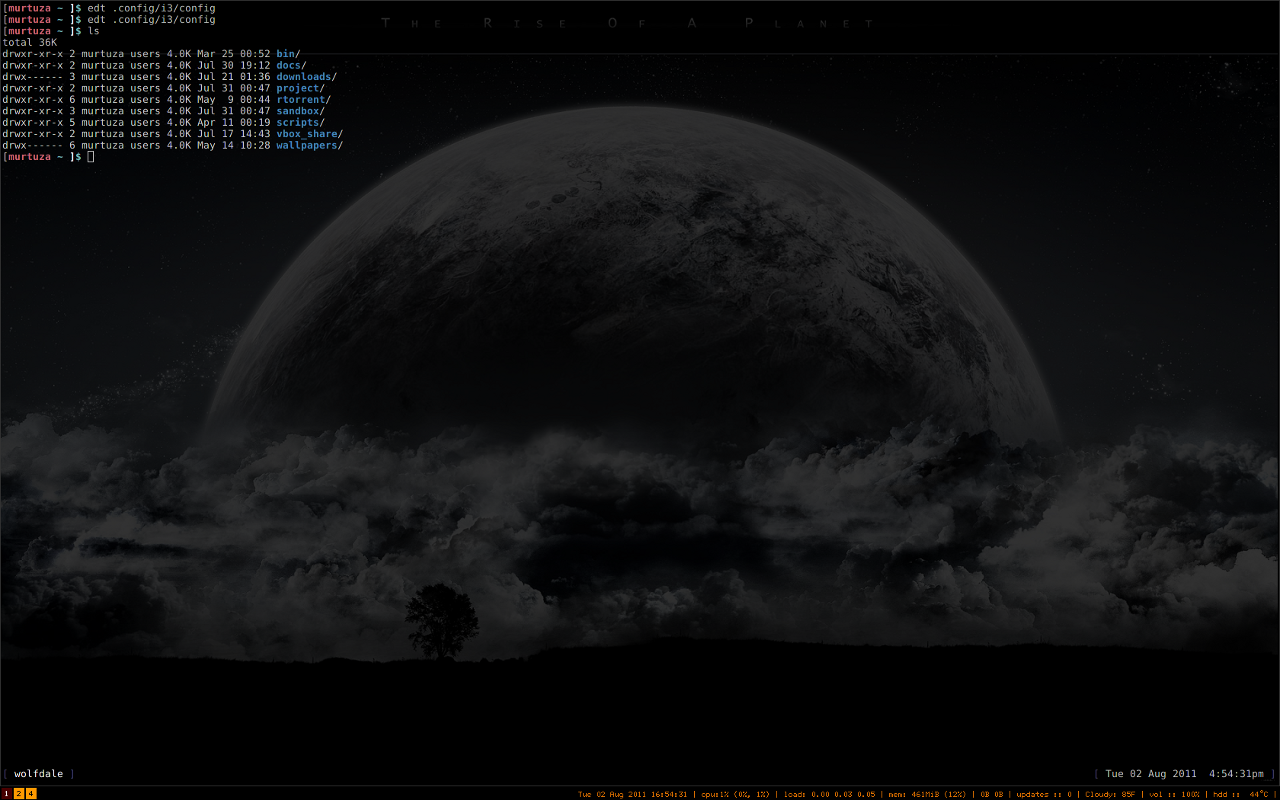 [murtuza ~ ]$ edt .config/i3/config
[murtuza ~ ]$ edt .config/i3/config
The Rise Of A Planet
[murtuza ~ ]$ ls
total 36K
drwxr-xr-x 2 murtuza users 4.0K Mar 25 00:52 bin/
drwxr-xr-x 2 murtuza users 4.0K Jul 30 19:12 docs/
drwx------ 3 murtuza users 4.0K Jul 21 01:36 downloads/
drwxr-xr-x 2 murtuza users 4.0K Jul 31 00:47 project/
drwxr-xr-x 6 murtuza users 4.0K May  9 00:44 rtorrent/
drwxr-xr-x 3 murtuza users 4.0K Jul 31 00:47 sandbox/
drwxr-xr-x 5 murtuza users 4.0K Apr 11 00:19 scripts/
drwxr-xr-x 2 murtuza users 4.0K Jul 17 14:43 vbox_share/
drwx------ 6 murtuza users 4.0K May 14 10:28 wallpapers/
[murtuza ~ ]$
[ wolfdale ]
[ Tue 02 Aug 2011  4:54:31pm ]
1 2 4
Tue 02 Aug 2011 16:54:31 | cpu:1% (0%, 1%) | load: 0.00 0.03 0.05 | mem: 461MiB (12%) | 0B 0B | updates :: 0 | Cloudy: 85F | vol :: 100% | hdd ::  44°C |